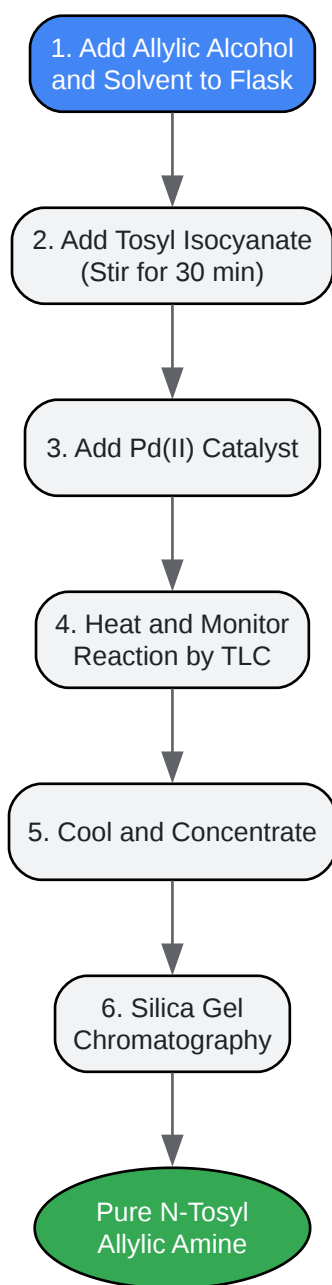 1. Add Allylic Alcohol
and Solvent to Flask
2. Add Tosyl Isocyanate
(Stir for 30 min)
3. Add Pd(II) Catalyst
4. Heat and Monitor
Reaction by TLC
5. Cool and Concentrate
6. Silica Gel
Chromatography
Pure N-Tosyl
Allylic Amine